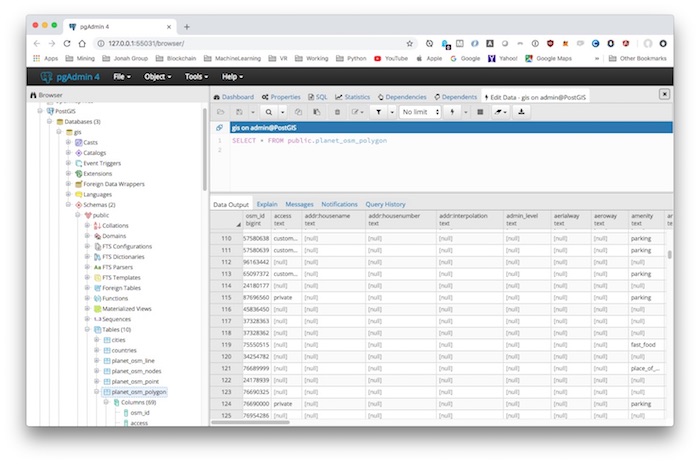 pgAdmin 4
127.0.0.1:55031/browser/
Apps Mining Jonah Group Blockchain MachineLearning VR Working Python YouTube Apple Google Yahoo! Google Maps Other Bookmarks
pgAdmin 4 File Object Tools Help
Browser
Dashboard Properties SQL Statistics Dependencies Dependents Edit Data - gis on admin@PostGIS
PostGIS
Databases (3)
gis
Casts
Catalogs
Event Triggers
Extensions
Foreign Data Wrappers
Languages
Schemas (2)
public
Collations
Domains
FTS Configurations
FTS Dictionaries
FTS Parsers
FTS Templates
Foreign Tables
Functions
Materialized Views
1..3 Sequences
Tables (10)
cities
countries
planet_osm_line
planet_osm_nodes
planet_osm_point
planet_osm_polygon
Columns (69)
osm_id
access
No limit
gis on admin@PostGIS
1 SELECT * FROM public.planet_osm_polygon
2
Data Output Explain Messages Notifications Query History
osm_id access addr:housename addr:housenumber addr:interpolation admin_level aerialway aeroway amenity
bigint text text text text text text text text
110 57580638 custom... [null] [null] [null] [null] [null] [null] parking
111 57580639 custom... [null] [null] [null] [null] [null] [null] parking
112 96163442 [null] [null] [null] [null] [null] [null] [null] [null]
113 65097372 custom... [null] [null] [null] [null] [null] [null] parking
114 24180177 [null] [null] [null] [null] [null] [null] [null] [null]
115 87696560 private [null] [null] [null] [null] [null] [null] parking
116 45836450 [null] [null] [null] [null] [null] [null] [null] [null]
117 37328363 [null] [null] [null] [null] [null] [null] [null] [null]
118 37328362 [null] [null] [null] [null] [null] [null] [null] [null]
119 75550515 [null] [null] [null] [null] [null] [null] [null] fast_food
120 34254782 [null] [null] [null] [null] [null] [null] [null] [null]
121 76689999 [null] [null] [null] [null] [null] [null] [null] place_of_...
122 24178939 [null] [null] [null] [null] [null] [null] [null] [null]
123 76690325 [null] [null] [null] [null] [null] [null] [null] [null]
124 76690000 private [null] [null] [null] [null] [null] [null] parking
125 76954286 [null] [null] [null] [null] [null] [null] [null] [null]